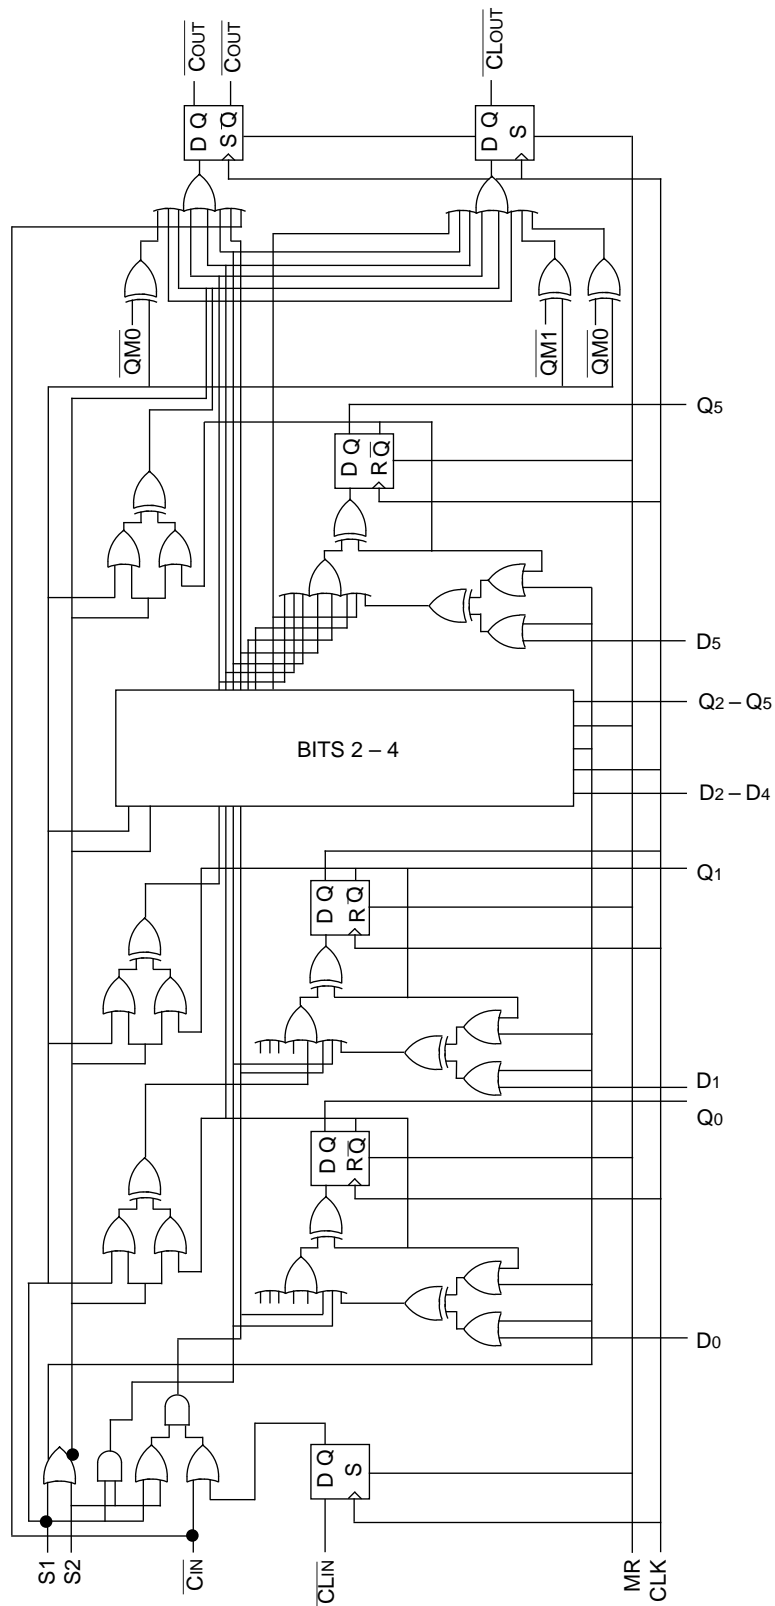 COUT
COUT
CLOUT
D Q
S Q
D Q
S
QM0
QM1
QM0
Q5
D Q
R Q
D5
Q2 – Q5
BITS 2 – 4
D2 – D4
Q1
D Q
R Q
D1
Q0
D Q
R Q
D0
D Q
S
S1
S2
CIN
CLIN
MR
CLK